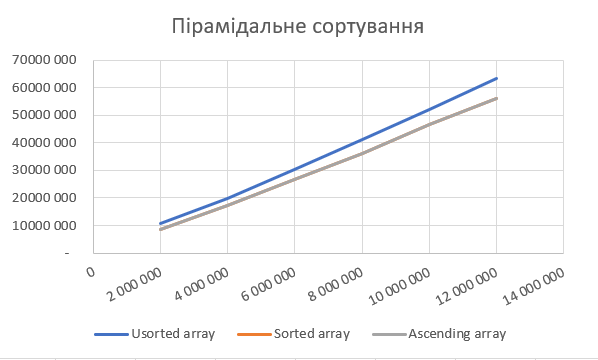 Пірамідальне сортування
70000 000
60000 000
50000 000
40000 000
30000 000
20000 000
10000 000
-
0
2 000 000
4 000 000
6 000 000
8 000 000
10 000 000
12 000 000
14 000 000
Usorted array
Sorted array
Ascending array